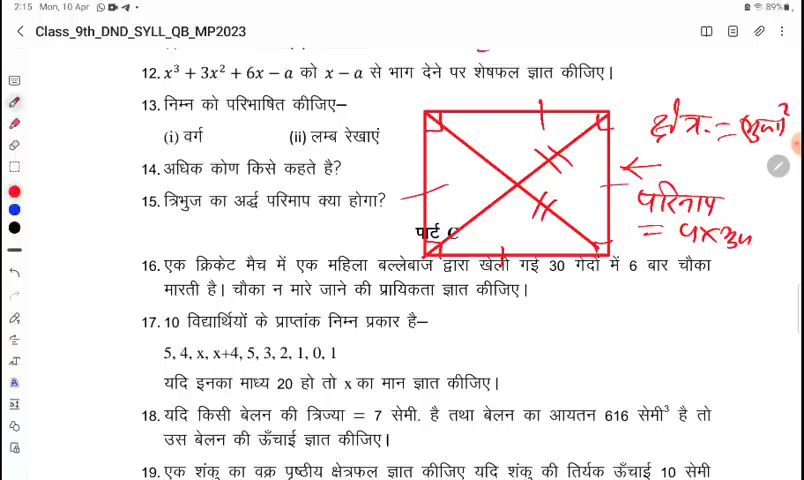 2:15 Mon, 10 Apr
89%
Class_9th_DND_SYLL_QB_MP2023
12. x³ + 3x² + 6x − a को x − a से भाग देने पर शेषफल ज्ञात कीजिए।
13. निम्न को परिभाषित कीजिए–
(i) वर्ग (ii) लम्ब रेखाएं
14. अधिक कोण किसे कहते है?
15. त्रिभुज का अर्द्ध परिमाप क्या होगा?
क्षेत्र. = भुजा²
परिमाप
= 4×भुजा
पार्ट C
16. एक क्रिकेट मैच में एक महिला बल्लेबाज द्वारा खेली गई 30 गेदों में 6 बार चौका
मारती है। चौका न मारे जाने की प्रायिकता ज्ञात कीजिए।
17. 10 विद्यार्थियों के प्राप्तांक निम्न प्रकार है–
5, 4, x, x+4, 5, 3, 2, 1, 0, 1
यदि इनका माध्य 20 हो तो x का मान ज्ञात कीजिए।
18. यदि किसी बेलन की त्रिज्या = 7 सेमी. है तथा बेलन का आयतन 616 सेमी³ है तो
उस बेलन की ऊँचाई ज्ञात कीजिए।
19. एक शंकु का वक्र पृष्ठीय क्षेत्रफल ज्ञात कीजिए यदि शंकु की तिर्यक ऊँचाई 10 सेमी